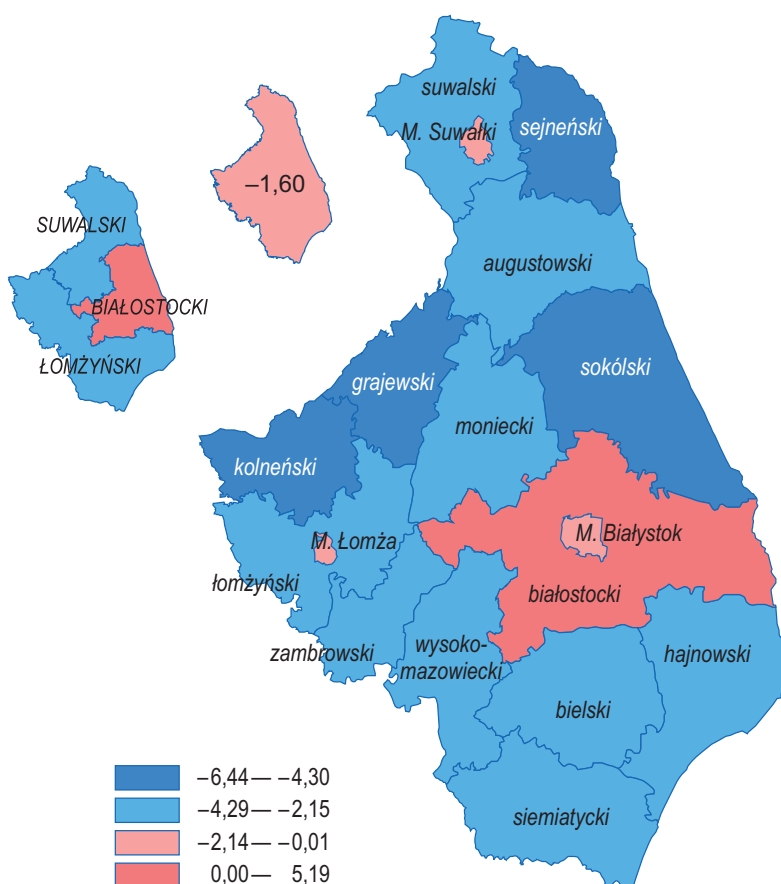 suwalski
M. Suwałki
sejneński
–1,60
SUWALSKI
augustowski
BIAŁOSTOCKI
ŁOMŻYŃSKI
sokólski
grajewski
moniecki
kolneński
M. Łomża
M. Białystok
łomżyński
białostocki
zambrowski
wysoko-
mazowiecki
hajnowski
bielski
siemiatycki
–6,44— –4,30
–4,29— –2,15
–2,14— –0,01
0,00— 5,19